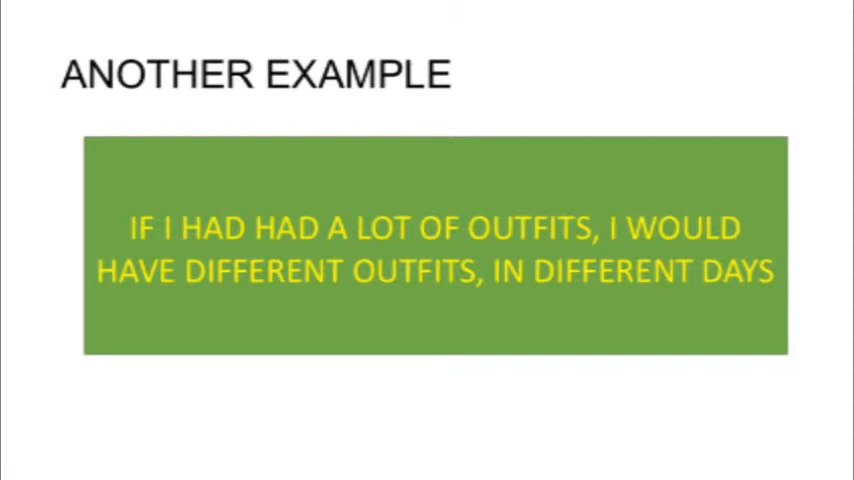 ANOTHER EXAMPLE
IF I HAD HAD A LOT OF OUTFITS, I WOULD
HAVE DIFFERENT OUTFITS, IN DIFFERENT DAYS